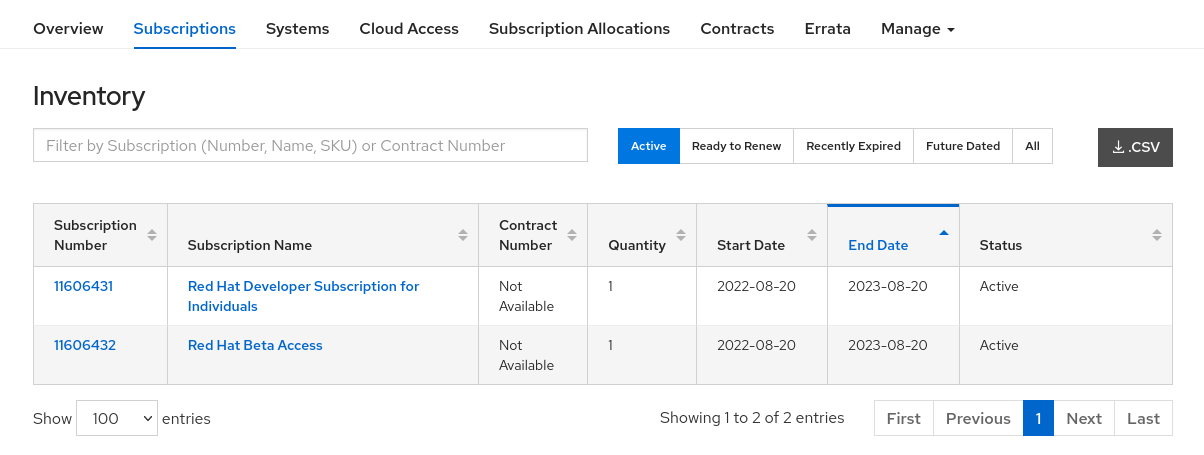 Overview Subscriptions Systems Cloud Access Subscription Allocations Contracts Errata Manage
Inventory
Filter by Subscription (Number, Name, SKU) or Contract Number Active Ready to Renew Recently Expired Future Dated All .CSV
Subscription Number Subscription Name Contract Number Quantity Start Date End Date Status
11606431 Red Hat Developer Subscription for Individuals Not Available 1 2022-08-20 2023-08-20 Active
11606432 Red Hat Beta Access Not Available 1 2022-08-20 2023-08-20 Active
Show 100 entries Showing 1 to 2 of 2 entries First Previous 1 Next Last